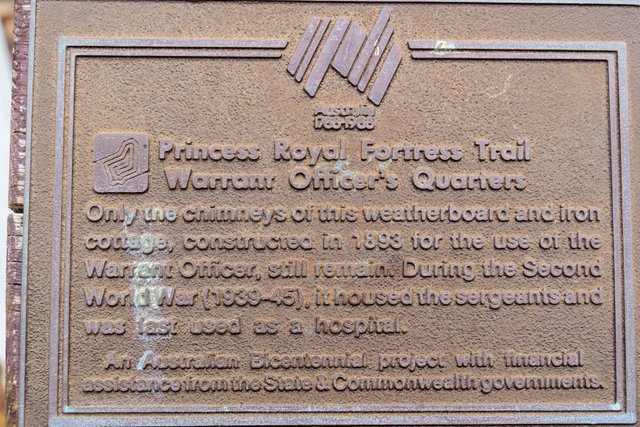 Australia
1788-1988
Princess Royal Fortress Trail
Warrant Officer's Quarters
Only the chimneys of this weatherboard and iron
cottage, constructed in 1893 for the use of the
Warrant Officer, still remain. During the Second
World War (1939-45), it housed the sergeants and
was last used as a hospital.
An Australian Bicentennial project with financial
assistance from the State & Commonwealth governments.